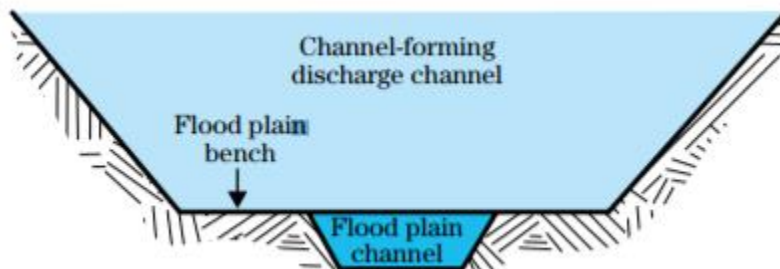 Channel-forming
discharge channel
Flood plain
bench
Flood plain
channel